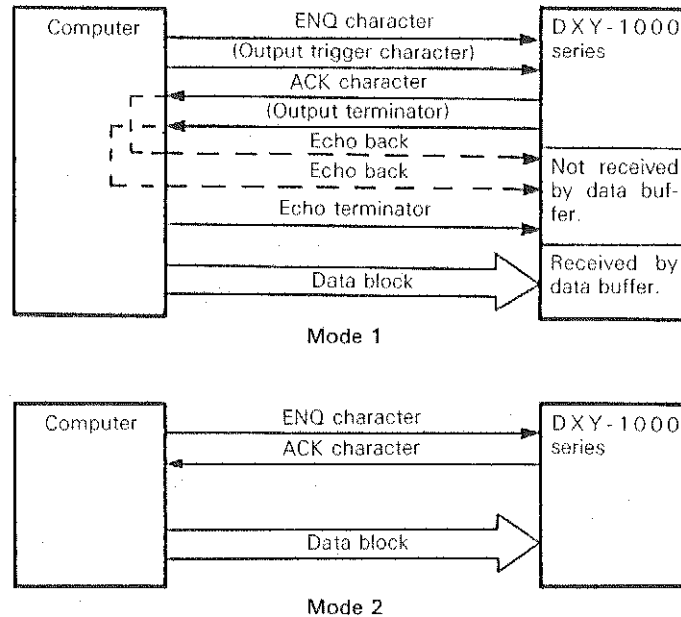 Computer
ENQ character
DXY-1000
series
(Output trigger character)
ACK character
(Output terminator)
Echo back
Echo back
Not received
by data buf-
fer.
Echo terminator
Received by
data buffer.
Data block
Mode 1
Computer
ENQ character
DXY-1000
series
ACK character
Data block
Mode 2